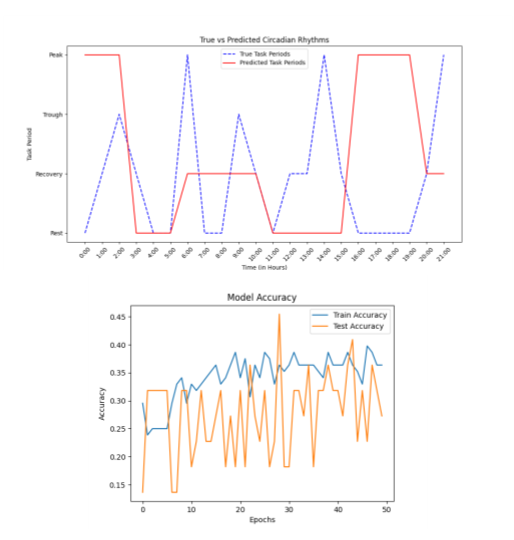 True vs Predicted Circadian Rhythms
True Task Periods
Predicted Task Periods
Peak
Trough
Recovery
Rest
Task Period
0:00 1:00 2:00 3:00 4:00 5:00 6:00 7:00 8:00 9:00 10:00 11:00 12:00 13:00 14:00 15:00 16:00 17:00 18:00 19:00 20:00 21:00
Time (in Hours)
Model Accuracy
Train Accuracy
Test Accuracy
0.45
0.40
0.35
0.30
0.25
0.20
0.15
Accuracy
0 10 20 30 40 50
Epochs